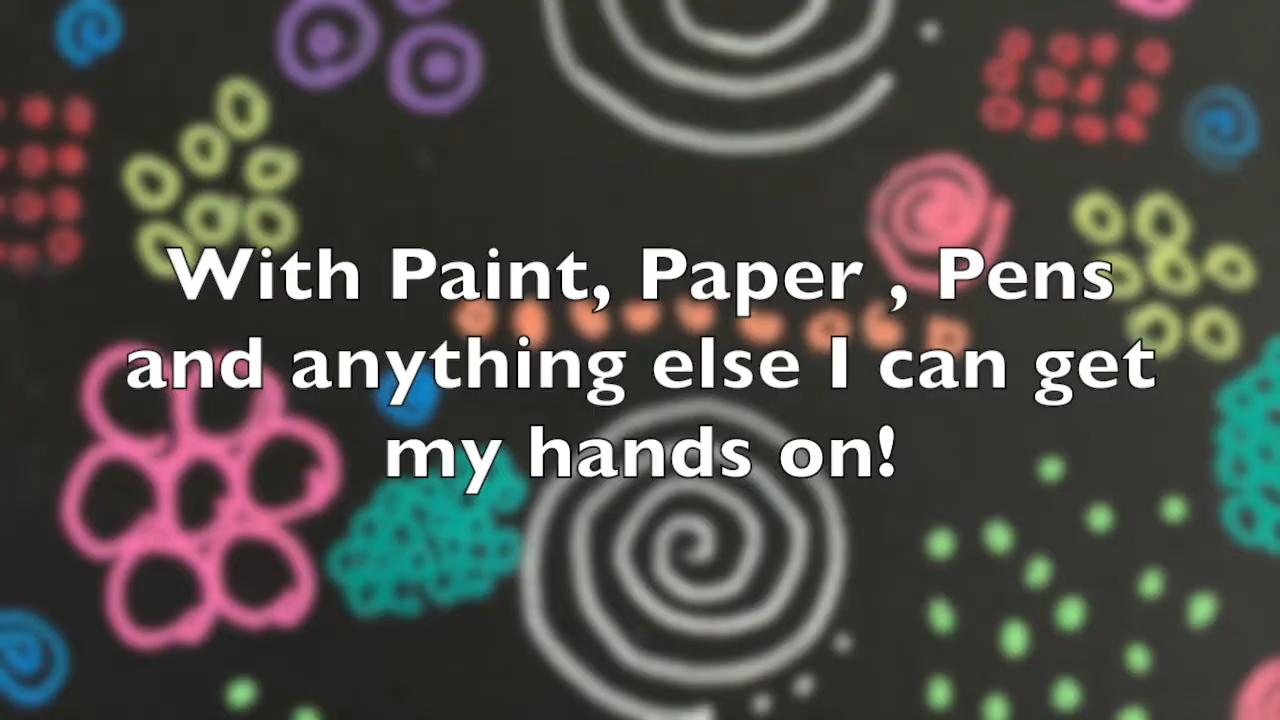 With Paint, Paper , Pens
and anything else I can get
my hands on!